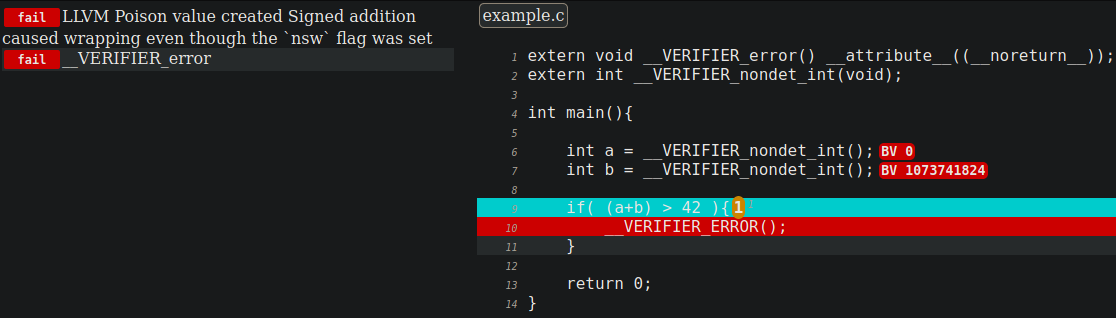 fail LLVM Poison value created Signed addition
caused wrapping even though the `nsw` flag was set
fail __VERIFIER_error
example.c
1 extern void __VERIFIER_error() __attribute__((__noreturn__));
2 extern int __VERIFIER_nondet_int(void);
3
4 int main(){
5
6 int a = __VERIFIER_nondet_int(); BV 0
7 int b = __VERIFIER_nondet_int(); BV 1073741824
8
9 if( (a+b) > 42 ){ 1 1
10 __VERIFIER_ERROR();
11 }
12
13 return 0;
14 }